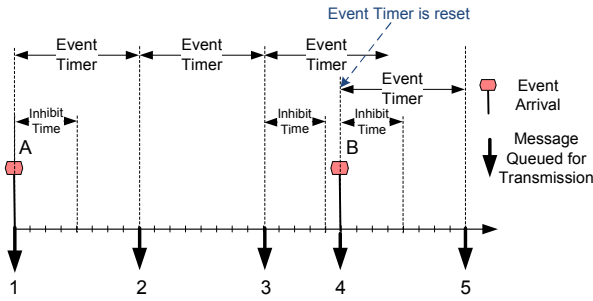 Event Timer is reset
Event
Timer
Event
Timer
Event
Timer
Event
Timer
Inhibit
Time
Inhibit
Time
Inhibit
Time
A
B
Event
Arrival
Message
Queued for
Transmission
1
2
3
4
5